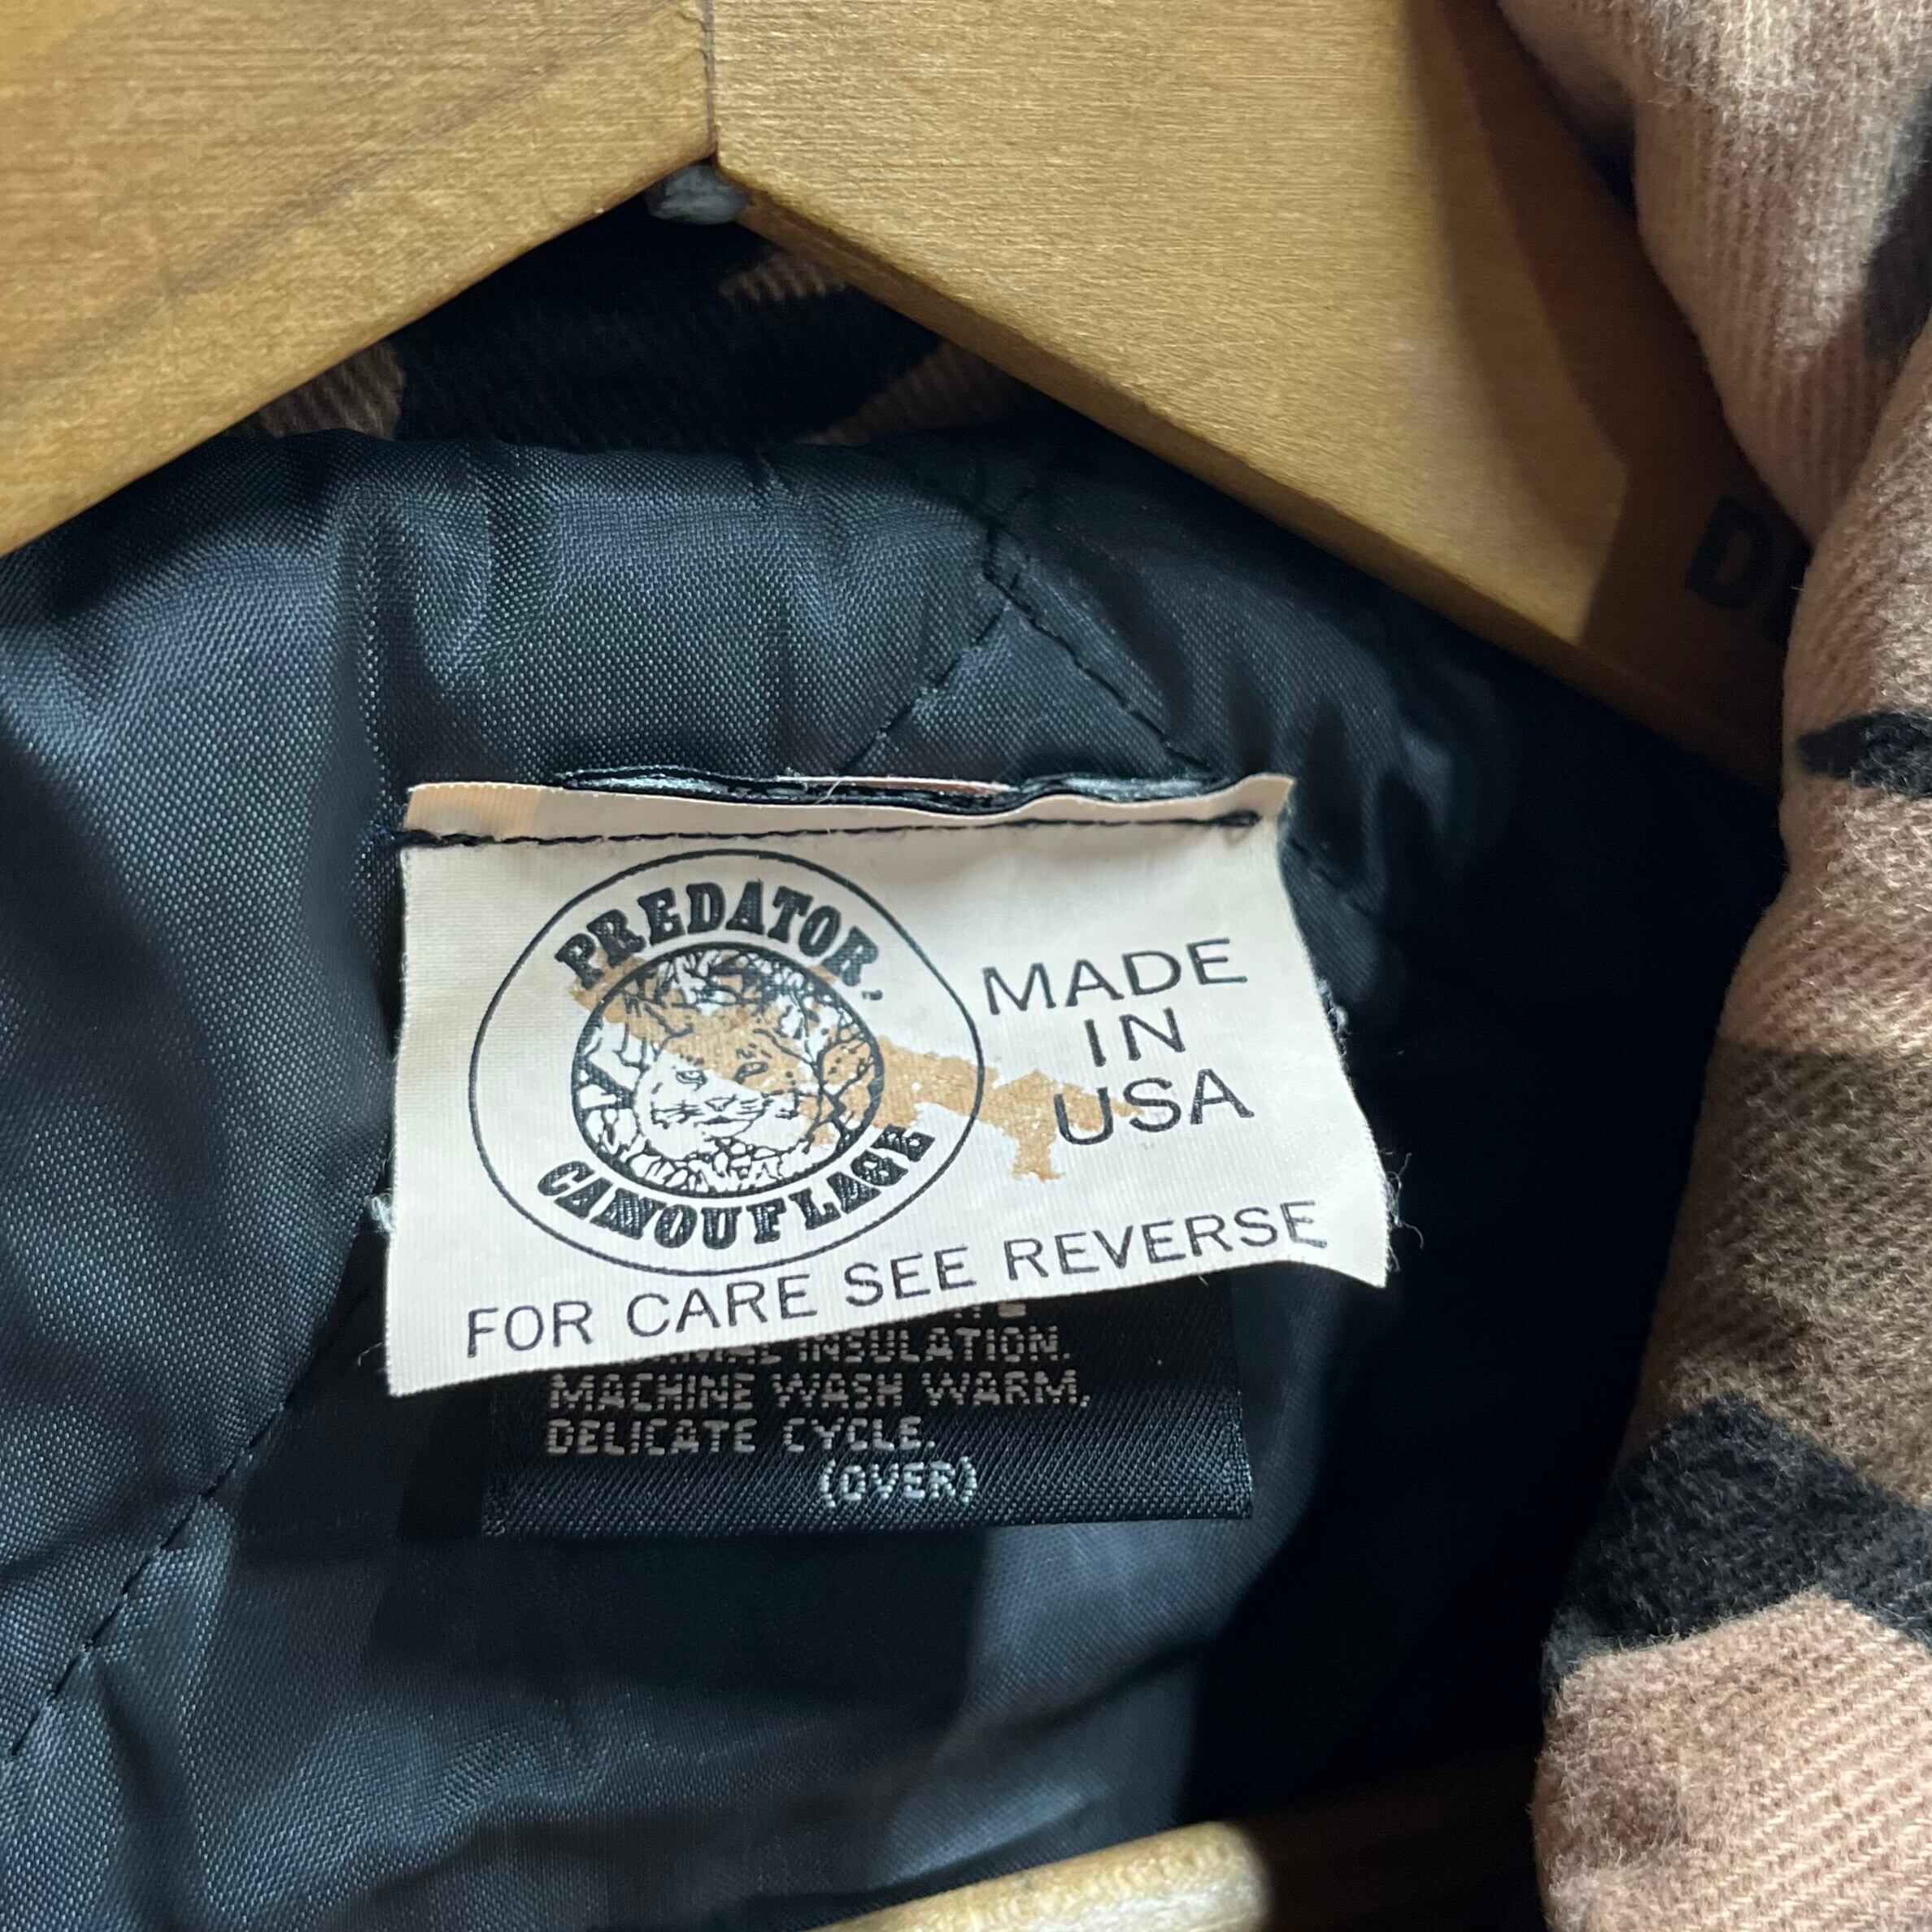 PREDATOR
CAMOUFLAGE
MADE
IN
USA
FOR CARE SEE REVERSE
INSULATION.
MACHINE WASH WARM,
DELICATE CYCLE.
(OVER)